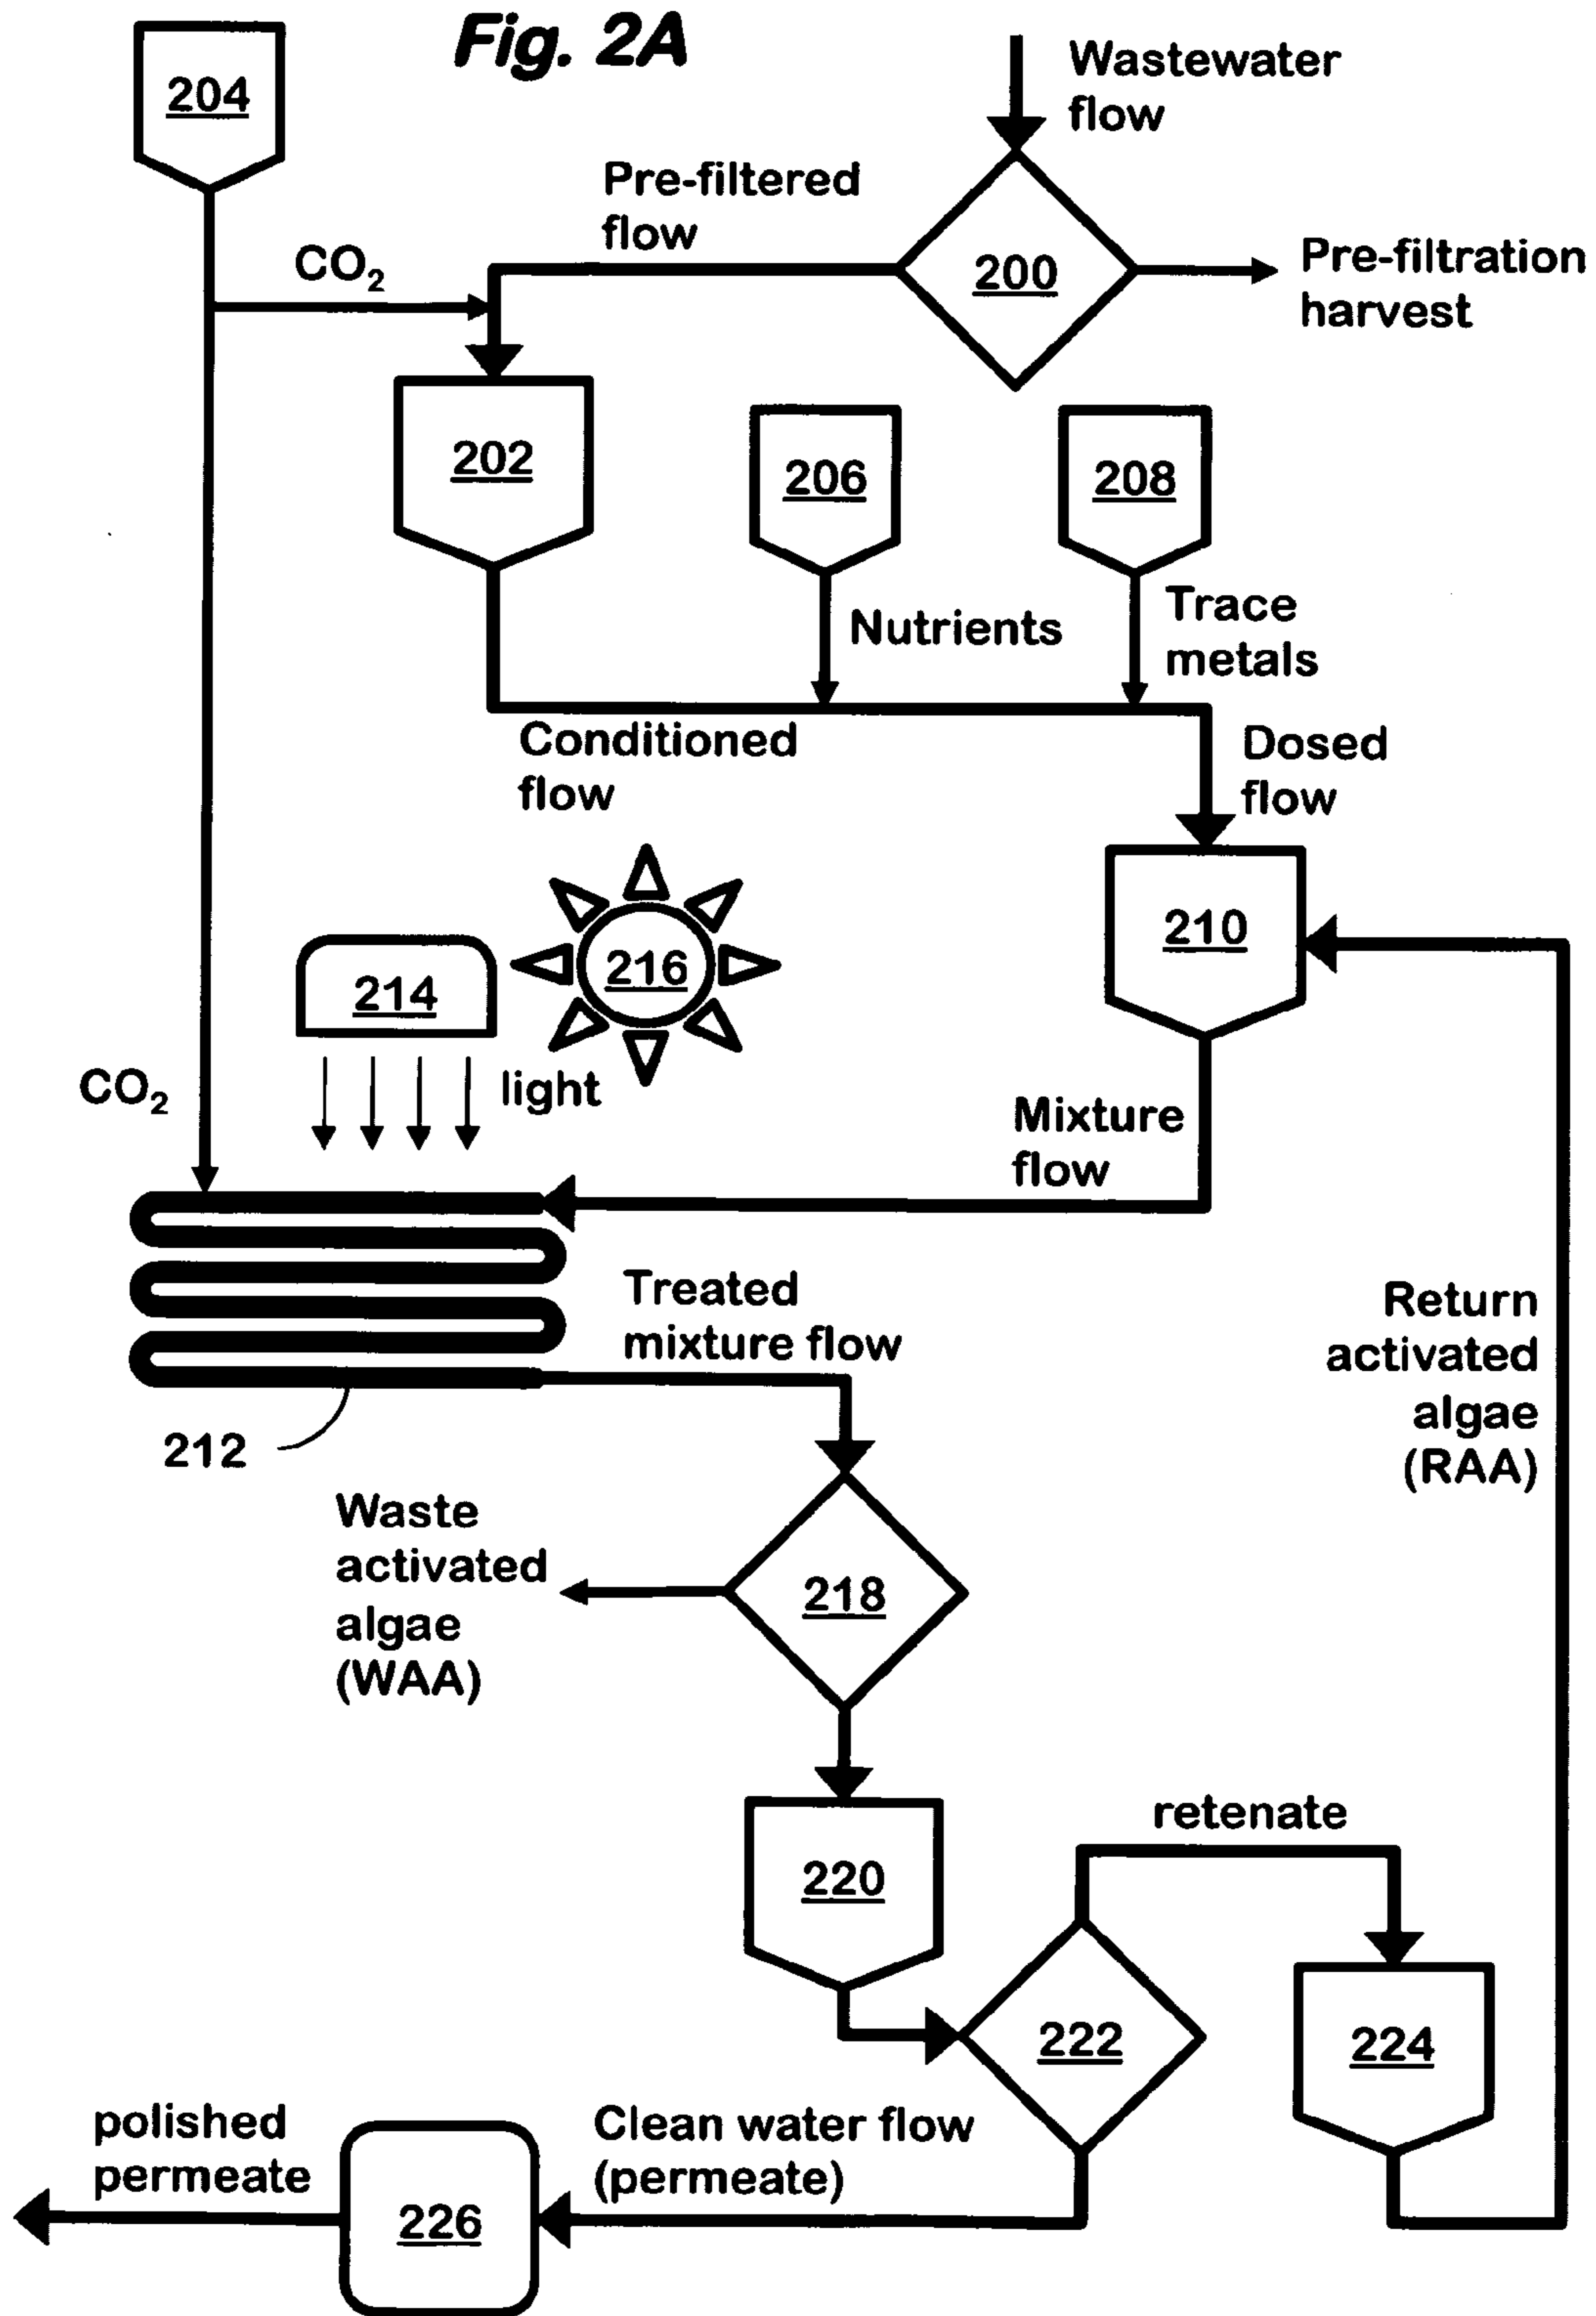 Fig. 2A
204
Wastewater
flow
Pre-filtered
flow
CO2
200
Pre-filtration
harvest
202
206
208
Nutrients
Trace
metals
Conditioned
flow
Dosed
flow
210
216
214
CO2
light
Mixture
flow
Treated
mixture flow
Return
activated
algae
(RAA)
212
Waste
activated
algae
(WAA)
218
retenate
220
222
224
polished
permeate
Clean water flow
(permeate)
226